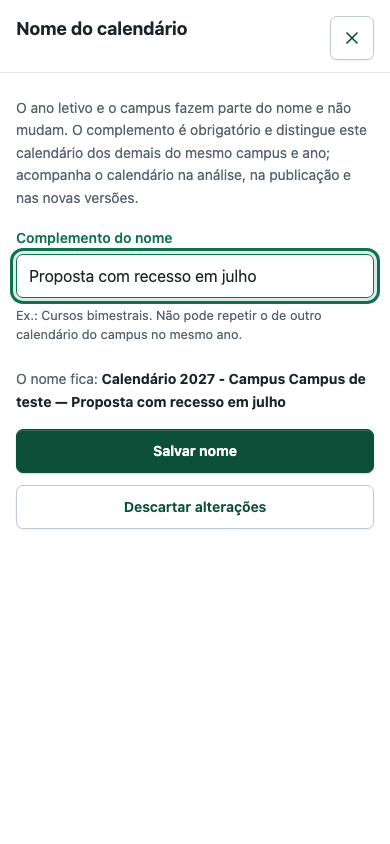 Nome do calendário
O ano letivo e o campus fazem parte do nome e não
mudam. O complemento é obrigatório e distingue este
calendário dos demais do mesmo campus e ano;
acompanha o calendário na análise, na publicação e
nas novas versões.
Complemento do nome
Proposta com recesso em julho
Ex.: Cursos bimestrais. Não pode repetir o de outro
calendário do campus no mesmo ano.
O nome fica: Calendário 2027 - Campus Campus de
teste — Proposta com recesso em julho
Salvar nome
Descartar alterações